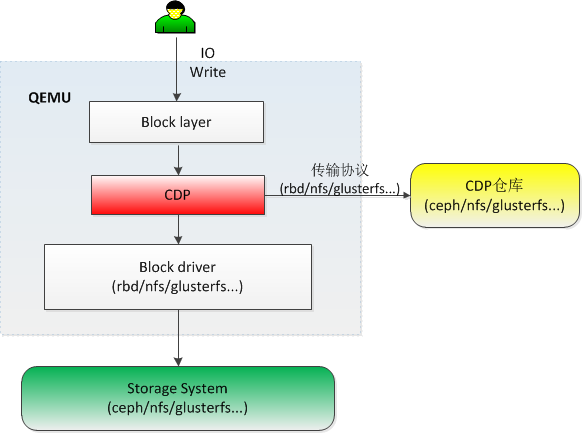 IO
Write
QEMU
Block layer
CDP
传输协议
(rbd/nfs/glusterfs...)
CDP仓库
(ceph/nfs/glusterfs...)
Block driver
(rbd/nfs/glusterfs...)
Storage System
(ceph/nfs/glusterfs...)